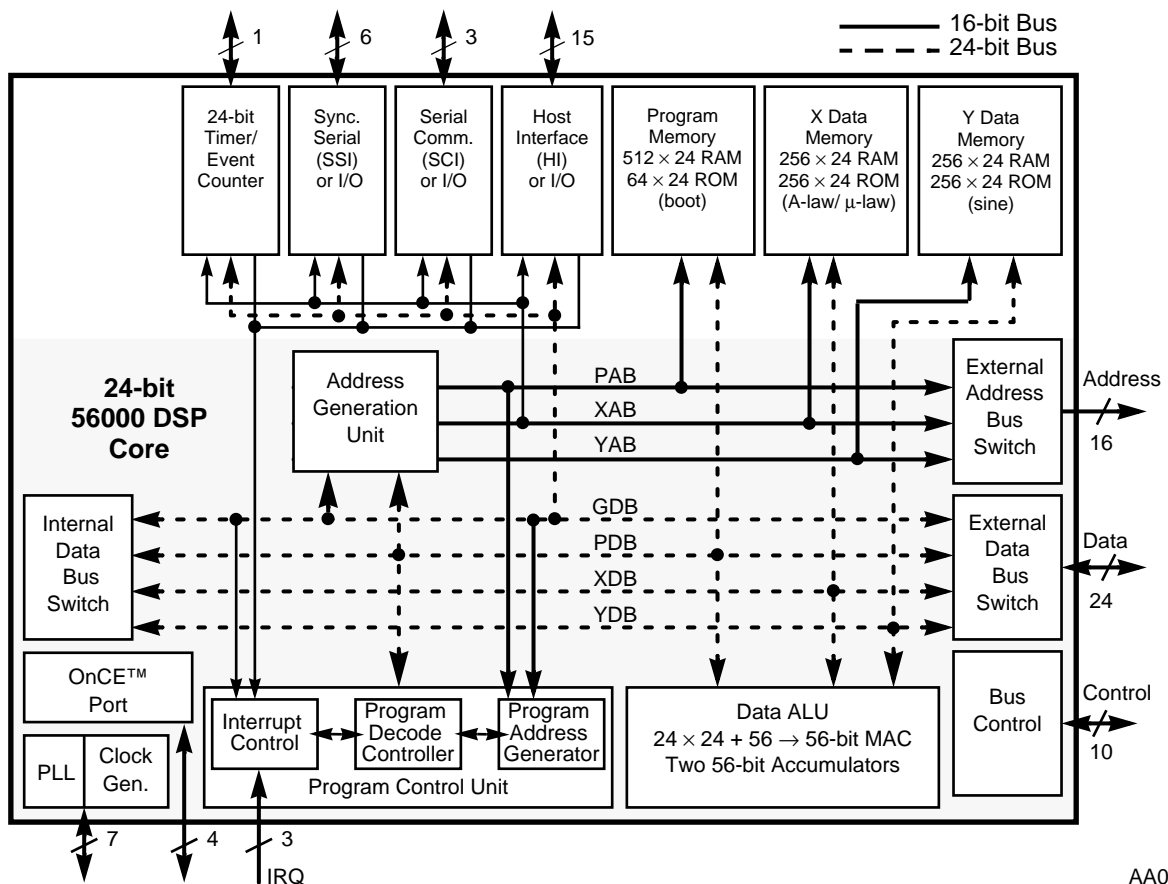 1
6
3
15
16-bit Bus
24-bit Bus
24-bit
Timer/
Event
Counter
Sync.
Serial
(SSI)
or I/O
Serial
Comm.
(SCI)
or I/O
Host
Interface
(HI)
or I/O
Program
Memory
512 × 24 RAM
64 × 24 ROM
(boot)
X Data
Memory
256 × 24 RAM
256 × 24 ROM
(A-law/ μ-law)
Y Data
Memory
256 × 24 RAM
256 × 24 ROM
(sine)
24-bit
56000 DSP
Core
Address
Generation
Unit
PAB
XAB
YAB
External
Address
Bus
Switch
Address
16
Internal
Data
Bus
Switch
GDB
PDB
XDB
YDB
External
Data
Bus
Switch
Data
24
OnCE™
Port
PLL
Clock
Gen.
Interrupt
Control
Program
Decode
Controller
Program
Address
Generator
Program Control Unit
Data ALU
24 × 24 + 56 → 56-bit MAC
Two 56-bit Accumulators
Bus
Control
Control
10
7
4
3
IRQ
AA0